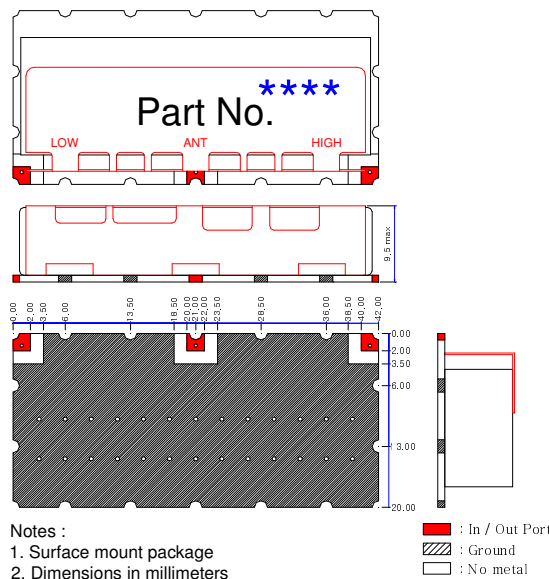 Part No.****
LOW ANT HIGH
9,5 max
0,00 2,00 3,50 6,00 13,50 18,50 20,00 21,00 22,00 23,50 28,50 36,00 38,50 40,00 42,00
0.00
2.00
3.50
6.00
13.00
20.00
Notes :
1. Surface mount package
2. Dimensions in millimeters
: In / Out Port
: Ground
: No metal